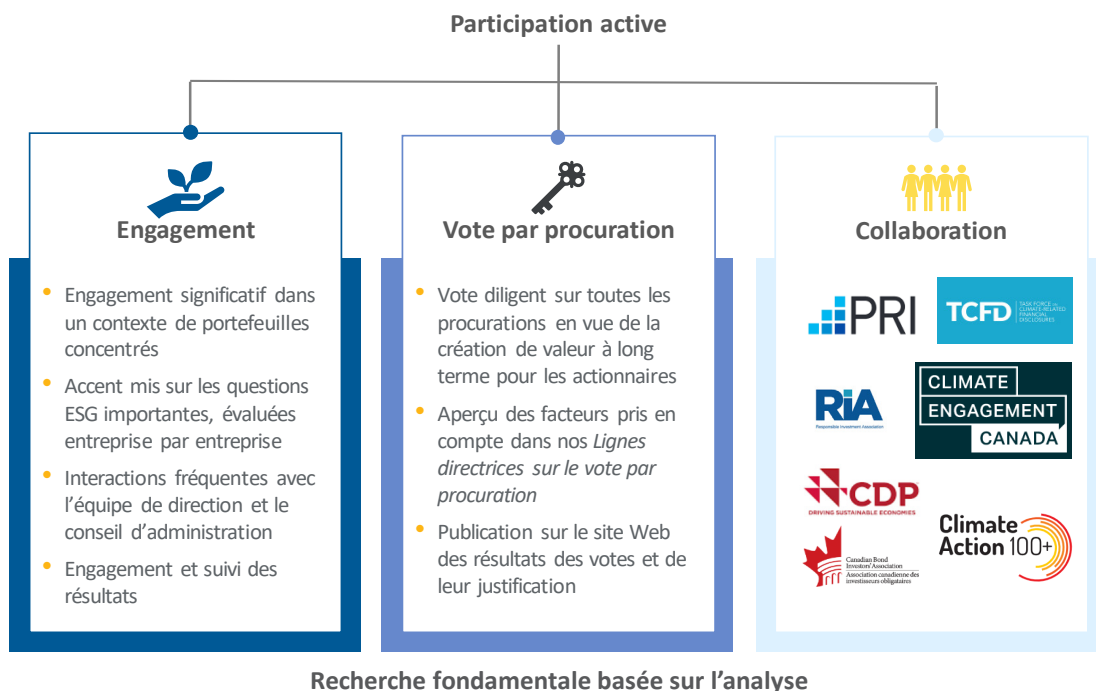 Participation active
Engagement
• Engagement significatif dans
un contexte de portefeuilles
concentrés
• Accent mis sur les questions
ESG importantes, évaluées
entreprise par entreprise
• Interactions fréquentes avec
l’équipe de direction et le
conseil d’administration
• Engagement et suivi des
résultats
Vote par procuration
• Vote diligent sur toutes les
procurations en vue de la
création de valeur à long
terme pour les actionnaires
• Aperçu des facteurs pris en
compte dans nos Lignes
directrices sur le vote par
procuration
• Publication sur le site Web
des résultats des votes et de
leur justification
Collaboration
PRI
TCFD
TASK FORCE ON
CLIMATE-RELATED
FINANCIAL
DISCLOSURES
RiA
Responsible Investment Association
CLIMATE
ENGAGEMENT
CANADA
CDP
DRIVING SUSTAINABLE ECONOMIES
Canadian Bond
Investors' Association
Association canadienne des
investisseurs obligataires
Climate
Action 100+
Recherche fondamentale basée sur l’analyse